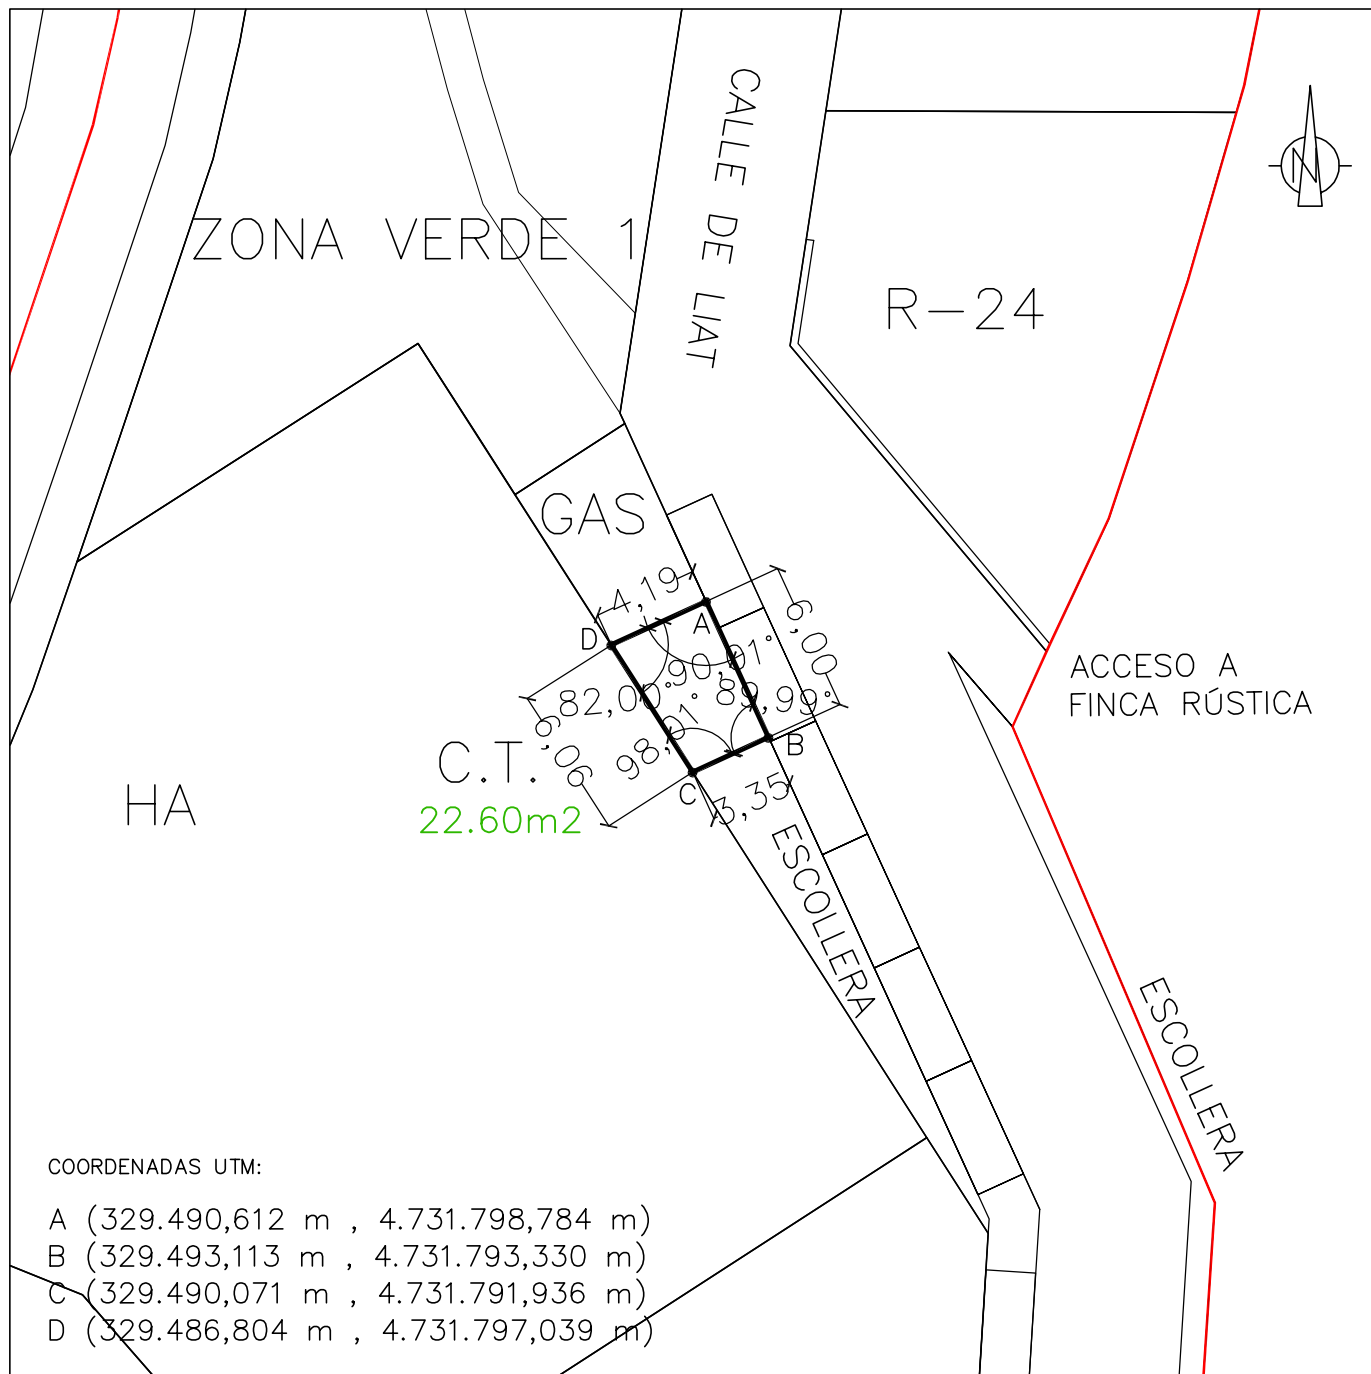 CALLE DE LIAT
N
ZONA VERDE 1
R-24
GAS
4,19
A
6,00
D
90,01°
82,00°
89,99°
ACCESO A
FINCA RÚSTICA
6,06
98,01°
B
C.T.
C
3,35
HA
22.60m2
ESCOLLERA
ESCOLLERA
COORDENADAS UTM:
A (329.490,612 m , 4.731.798,784 m)
B (329.493,113 m , 4.731.793,330 m)
C (329.490,071 m , 4.731.791,936 m)
D (329.486,804 m , 4.731.797,039 m)